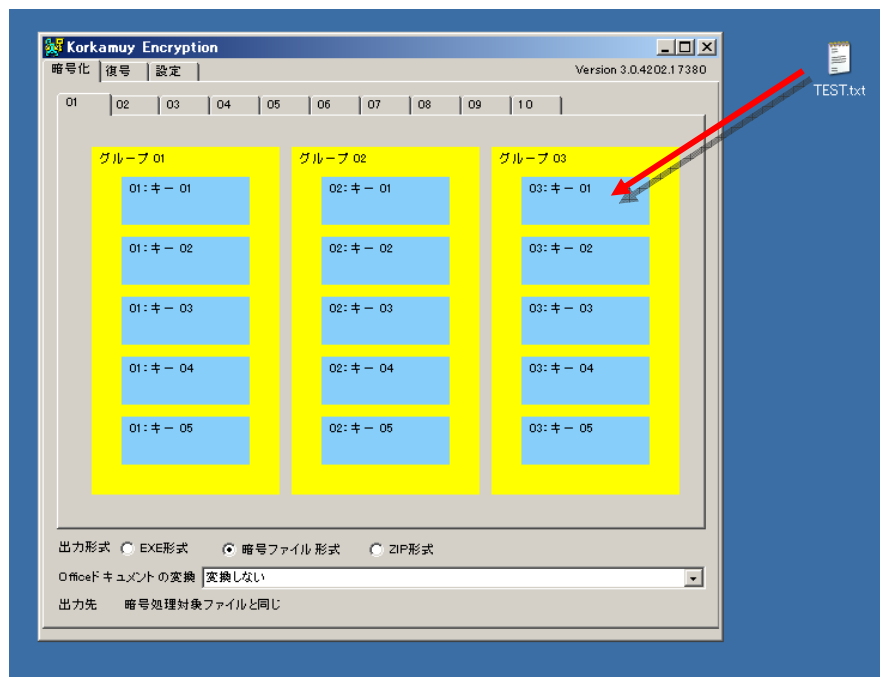 Korkamuy Encryption
暗号化 復号 設定 Version 3.0.4202.17380
TEST.txt
01 02 03 04 05 06 07 08 09 10
グループ 01 グループ 02 グループ 03
01:キー 01 02:キー 01 03:キー 01
01:キー 02 02:キー 02 03:キー 02
01:キー 03 02:キー 03 03:キー 03
01:キー 04 02:キー 04 03:キー 04
01:キー 05 02:キー 05 03:キー 05
出力形式 EXE形式 暗号ファイル形式 ZIP形式
Officeドキュメントの変換 変換しない
出力先 暗号処理対象ファイルと同じ